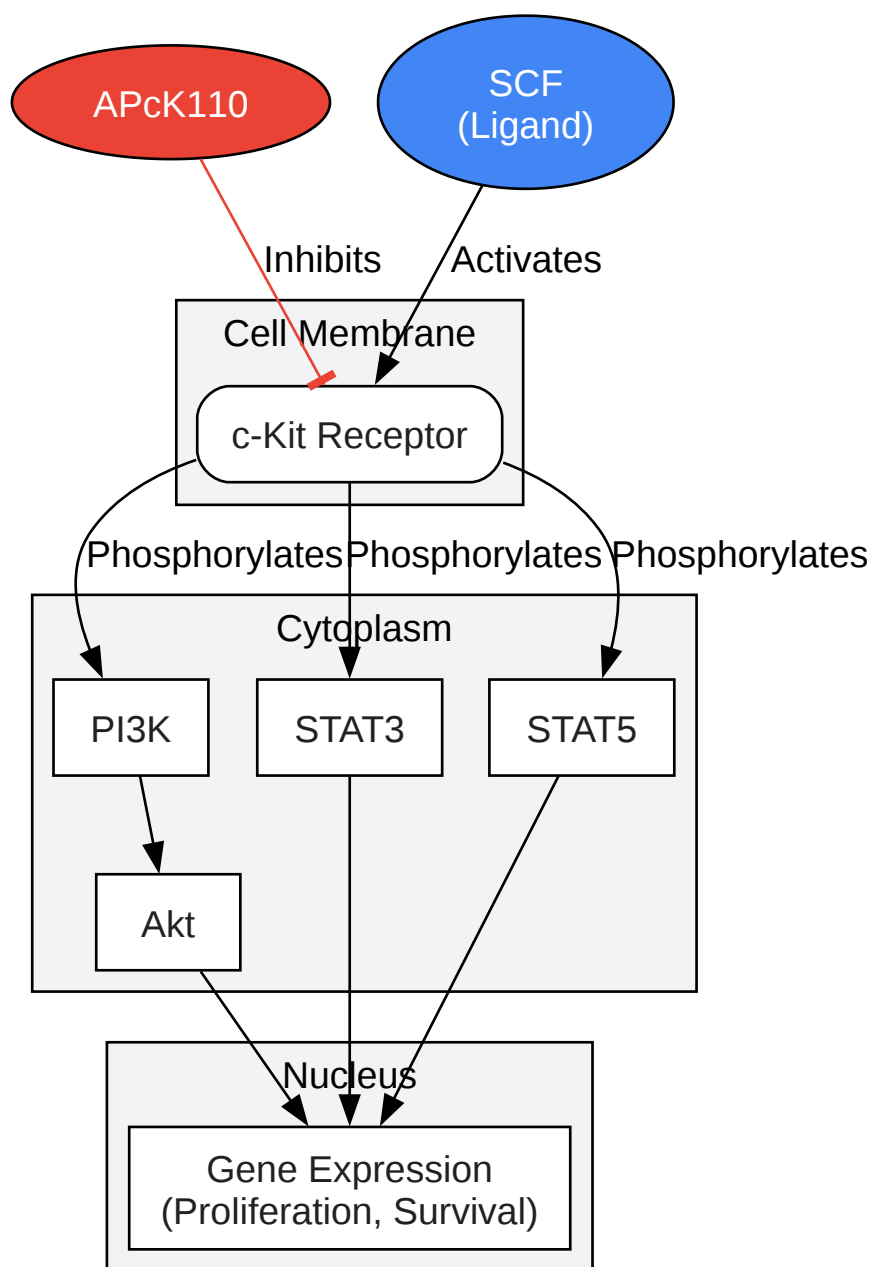 APcK110
SCF
(Ligand)
Inhibits
Activates
Cell Membrane
c-Kit Receptor
Phosphorylates
Phosphorylates
Phosphorylates
Cytoplasm
PI3K
STAT3
STAT5
Akt
Nucleus
Gene Expression
(Proliferation, Survival)